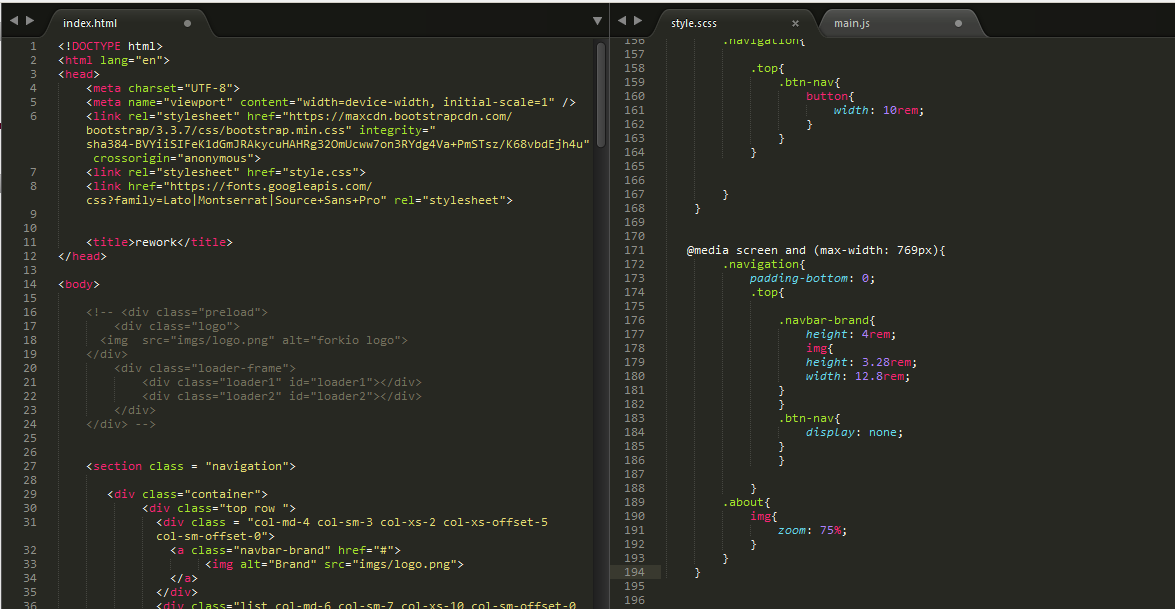 index.html
1 <!DOCTYPE html>
2 <html lang="en">
3 <head>
4 <meta charset="UTF-8">
5 <meta name="viewport" content="width=device-width, initial-scale=1" />
6 <link rel="stylesheet" href="https://maxcdn.bootstrapcdn.com/
bootstrap/3.3.7/css/bootstrap.min.css" integrity="
sha384-BVYiiSIFeK1dGmJRAkycuHAHRg32OmUcww7on3RYdg4Va+PmSTsz/K68vbdEjh4u"
crossorigin="anonymous">
7 <link rel="stylesheet" href="style.css">
8 <link href="https://fonts.googleapis.com/
css?family=Lato|Montserrat|Source+Sans+Pro" rel="stylesheet">
9
10
11 <title>rework</title>
12 </head>
13
14 <body>
15
16 <!-- <div class="preload">
17 <div class="logo">
18 <img  src="imgs/logo.png" alt="forkio logo">
19 </div>
20 <div class="loader-frame">
21 <div class="loader1" id="loader1"></div>
22 <div class="loader2" id="loader2"></div>
23 </div>
24 </div> -->
25
26
27 <section class = "navigation">
28
29 <div class="container">
30 <div class="top row ">
31 <div class = "col-md-4 col-sm-3 col-xs-2 col-xs-offset-5
col-sm-offset-0">
32 <a class="navbar-brand" href="#">
33 <img alt="Brand" src="imgs/logo.png">
34 </a>
35 </div>
36 <div class="list col-md-6 col-sm-7 col-xs-10 col-sm-offset-0
style.scss
main.js
156 .navigation{
157
158 .top{
159 .btn-nav{
160 button{
161 width: 10rem;
162 }
163 }
164 }
165
166
167 }
168 }
169
170
171 @media screen and (max-width: 769px){
172 .navigation{
173 padding-bottom: 0;
174 .top{
175
176 .navbar-brand{
177 height: 4rem;
178 img{
179 height: 3.28rem;
180 width: 12.8rem;
181 }
182 }
183 .btn-nav{
184 display: none;
185 }
186 }
187
188 }
189 .about{
190 img{
191 zoom: 75%;
192 }
193 }
194 }
195
196